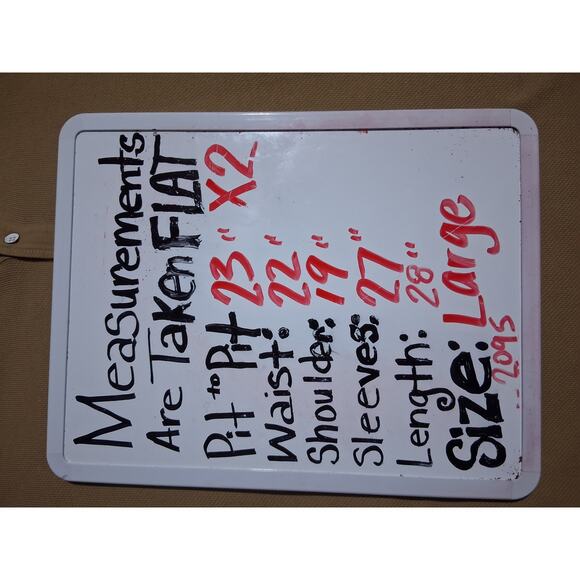 Measurements
Are Taken FLAT
Pit to Pit 23" X2
Waist: 22"
Shoulder: 19"
Sleeves: 27"
Length: 28"
Size: Large
-- 2095